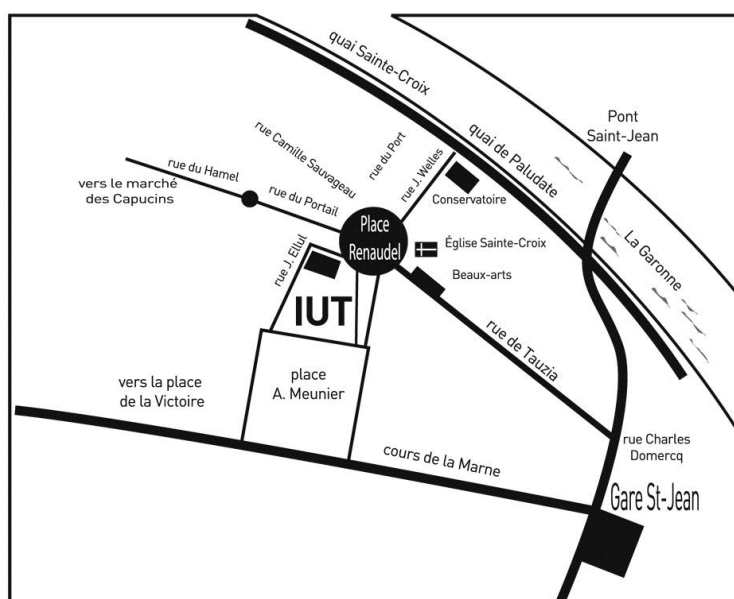 quai Sainte-Croix
quai de Paludate
Pont
Saint-Jean
rue Camille Sauvageau
rue du Port
rue J. Welles
rue du Hamel
vers le marché
des Capucins
rue du Portail
Conservatoire
Place
Renaudel
Église Sainte-Croix
La Garonne
Beaux-arts
rue J. Ellul
IUT
rue de Tauzia
vers la place
de la Victoire
place
A. Meunier
cours de la Marne
rue Charles
Domercq
Gare St-Jean